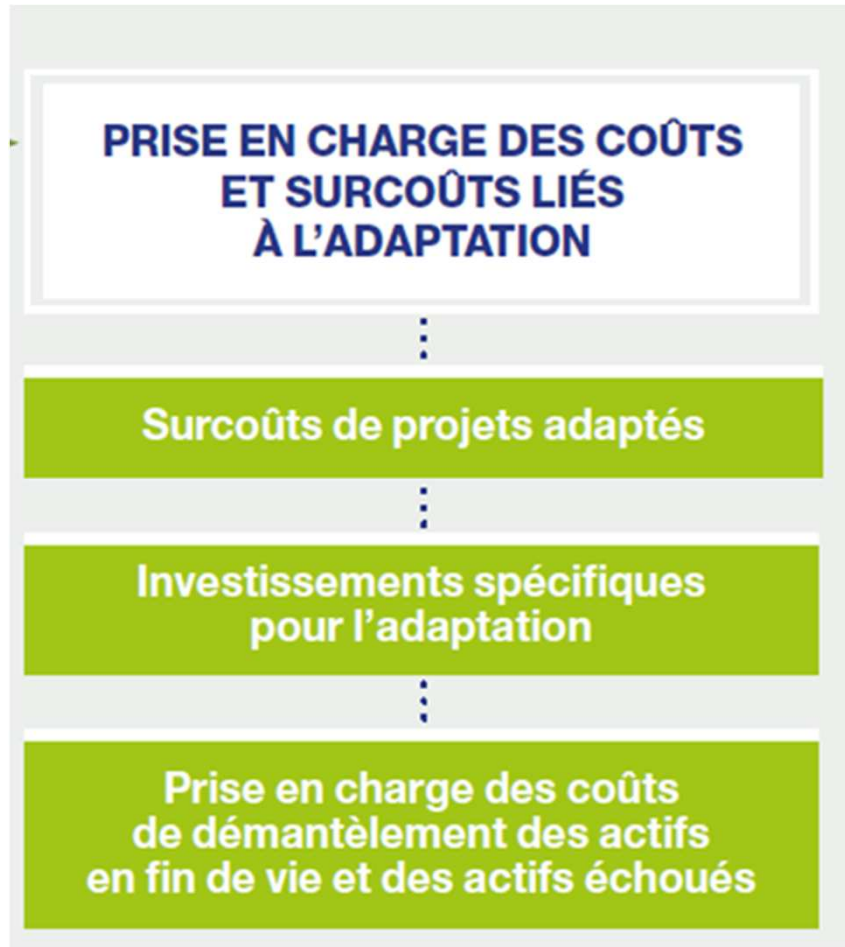 PRISE EN CHARGE DES COÛTS
ET SURCOÛTS LIÉS
À L’ADAPTATION
Surcoûts de projets adaptés
Investissements spécifiques
pour l’adaptation
Prise en charge des coûts
de démantèlement des actifs
en fin de vie et des actifs échoués